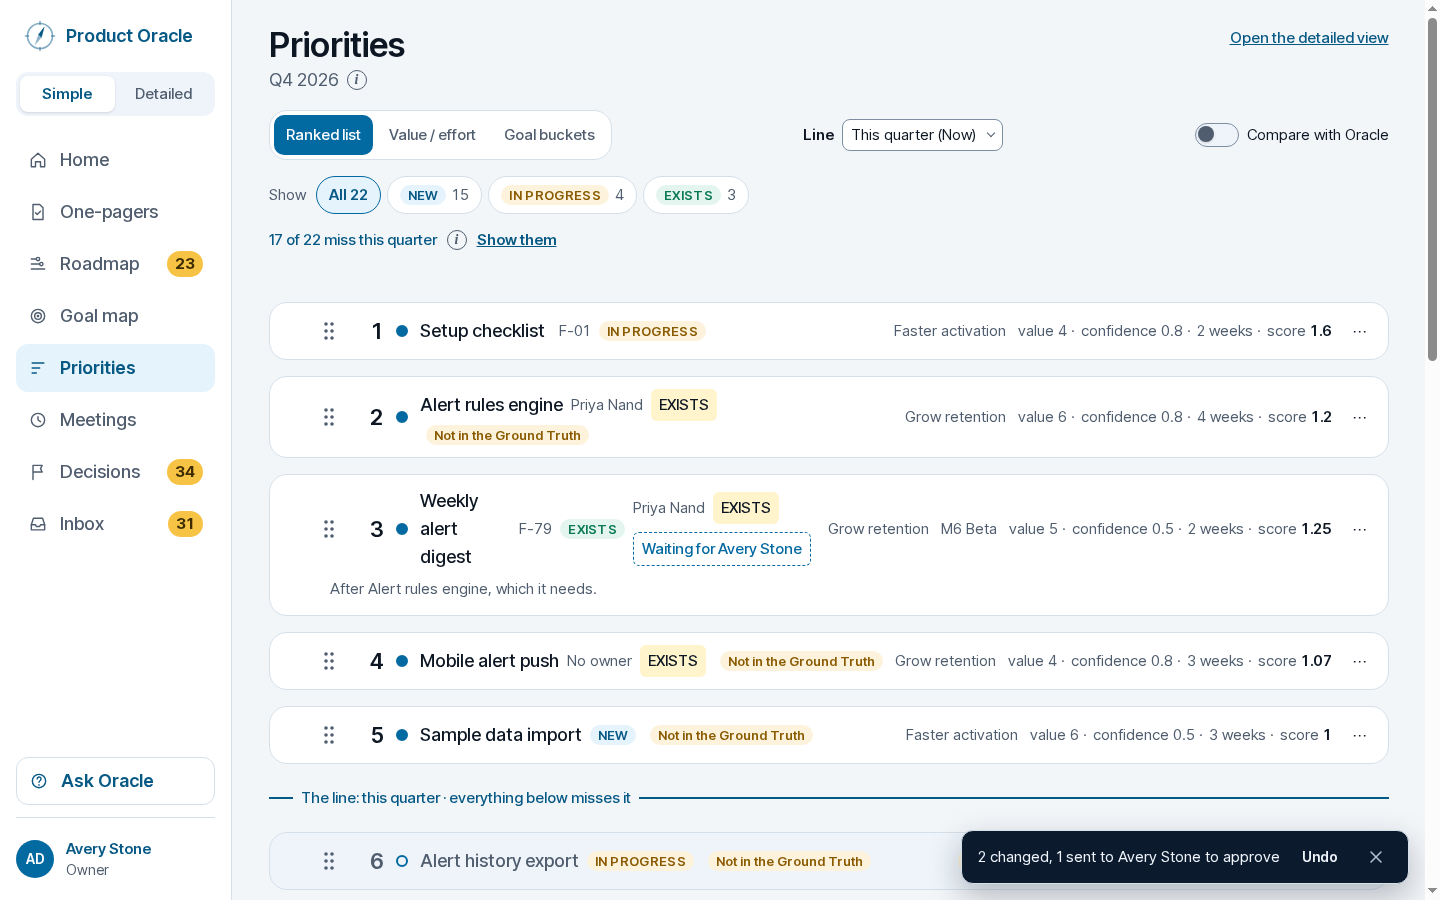 Product Oracle
Simple
Detailed
Home
One-pagers
Roadmap 23
Goal map
Priorities
Meetings
Decisions 34
Inbox 31
Ask Oracle
AD
Avery Stone
Owner
Priorities
Open the detailed view
Q4 2026 i
Ranked list
Value / effort
Goal buckets
Line
This quarter (Now)
Compare with Oracle
Show
All 22
NEW 15
IN PROGRESS 4
EXISTS 3
17 of 22 miss this quarter i Show them
1 Setup checklist F-01 IN PROGRESS Faster activation value 4 · confidence 0.8 · 2 weeks · score 1.6 ···
2 Alert rules engine Priya Nand EXISTS Grow retention value 6 · confidence 0.8 · 4 weeks · score 1.2 ···
Not in the Ground Truth
3 Weekly alert digest F-79 EXISTS Priya Nand EXISTS
Waiting for Avery Stone
Grow retention M6 Beta value 5 · confidence 0.5 · 2 weeks · score 1.25 ···
After Alert rules engine, which it needs.
4 Mobile alert push No owner EXISTS Not in the Ground Truth Grow retention value 4 · confidence 0.8 · 3 weeks · score 1.07 ···
5 Sample data import NEW Not in the Ground Truth Faster activation value 6 · confidence 0.5 · 3 weeks · score 1 ···
The line: this quarter · everything below misses it
6 Alert history export IN PROGRESS Not in the Ground Truth
2 changed, 1 sent to Avery Stone to approve Undo